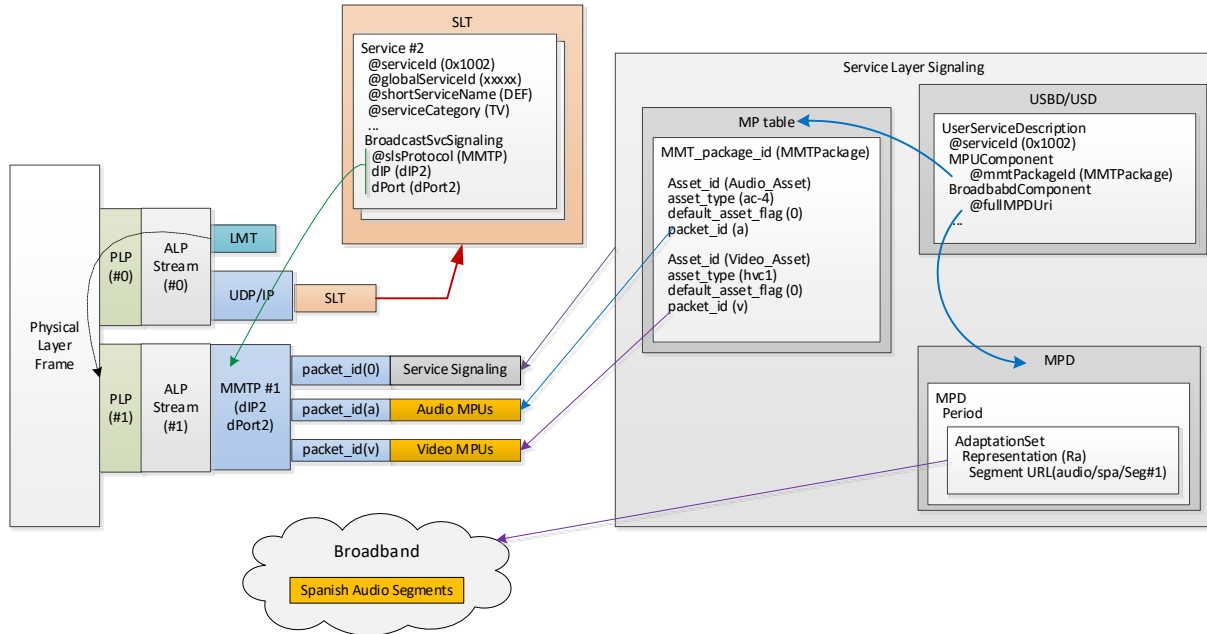 SLT
Service #2
@serviceId (0x1002)
@globalServiceId (xxxxx)
@shortServiceName (DEF)
@serviceCategory (TV)
...
BroadcastSvcSignaling
@slsProtocol (MMTP)
dIP (dIP2)
dPort (dPort2)
Physical
Layer
Frame
PLP
(#0)
ALP
Stream
(#0)
LMT
UDP/IP
SLT
PLP
(#1)
ALP
Stream
(#1)
MMTP #1
(dIP2
dPort2)
packet_id(0)
Service Signaling
packet_id(a)
Audio MPUs
packet_id(v)
Video MPUs
Broadband
Spanish Audio Segments
Service Layer Signaling
MP table
MMT_package_id (MMTPackage)
Asset_id (Audio_Asset)
asset_type (ac-4)
default_asset_flag (0)
packet_id (a)
Asset_id (Video_Asset)
asset_type (hvc1)
default_asset_flag (0)
packet_id (v)
USBD/USD
UserServiceDescription
@serviceId (0x1002)
MPUComponent
@mmtPackageId (MMTPackage)
BroadbabdComponent
@fullMPDUri
...
MPD
MPD
Period
AdaptationSet
Representation (Ra)
Segment URL(audio/spa/Seg#1)